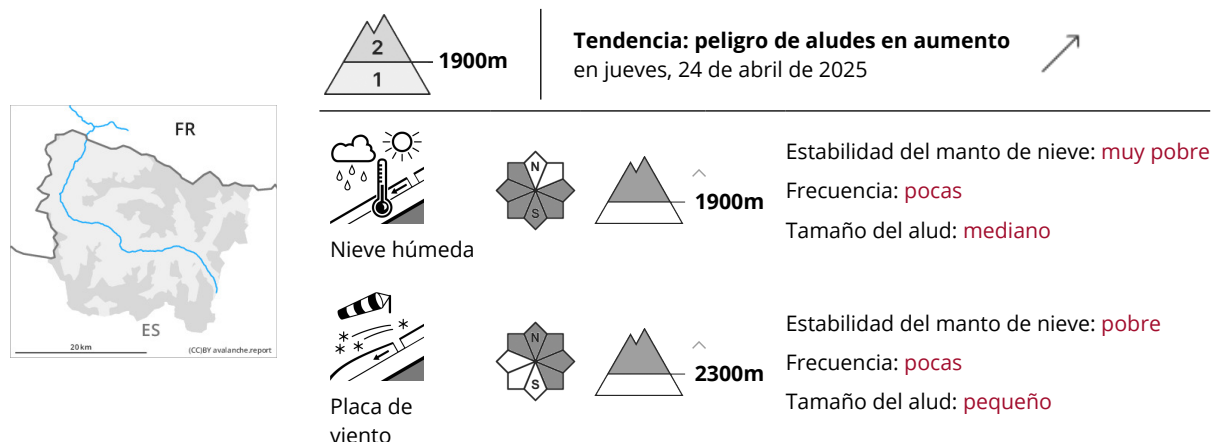 2
1900m
1
Tendencia: peligro de aludes en aumento
en jueves, 24 de abril de 2025
FR
ES
20 km
(CC)BY avalanche.report
N
S
1900m
Nieve húmeda
Estabilidad del manto de nieve: muy pobre
Frecuencia: pocas
Tamaño del alud: mediano
N
S
2300m
Placa de
viento
Estabilidad del manto de nieve: pobre
Frecuencia: pocas
Tamaño del alud: pequeño